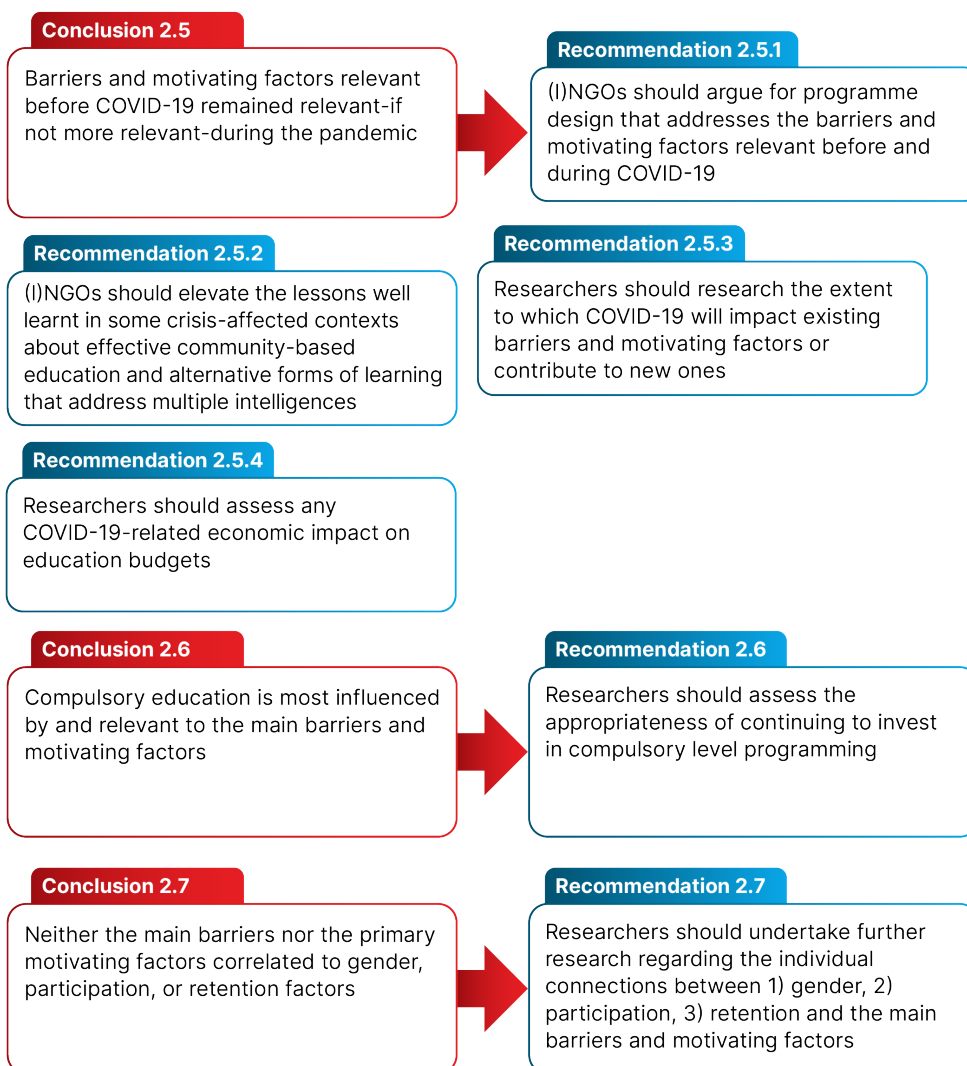 Conclusion 2.5
Barriers and motivating factors relevant
before COVID-19 remained relevant-if
not more relevant-during the pandemic
Recommendation 2.5.1
(I)NGOs should argue for programme
design that addresses the barriers and
motivating factors relevant before and
during COVID-19
Recommendation 2.5.2
(I)NGOs should elevate the lessons well
learnt in some crisis-affected contexts
about effective community-based
education and alternative forms of learning
that address multiple intelligences
Recommendation 2.5.3
Researchers should research the extent
to which COVID-19 will impact existing
barriers and motivating factors or
contribute to new ones
Recommendation 2.5.4
Researchers should assess any
COVID-19-related economic impact on
education budgets
Conclusion 2.6
Compulsory education is most influenced
by and relevant to the main barriers and
motivating factors
Recommendation 2.6
Researchers should assess the
appropriateness of continuing to invest
in compulsory level programming
Conclusion 2.7
Neither the main barriers nor the primary
motivating factors correlated to gender,
participation, or retention factors
Recommendation 2.7
Researchers should undertake further
research regarding the individual
connections between 1) gender, 2)
participation, 3) retention and the main
barriers and motivating factors